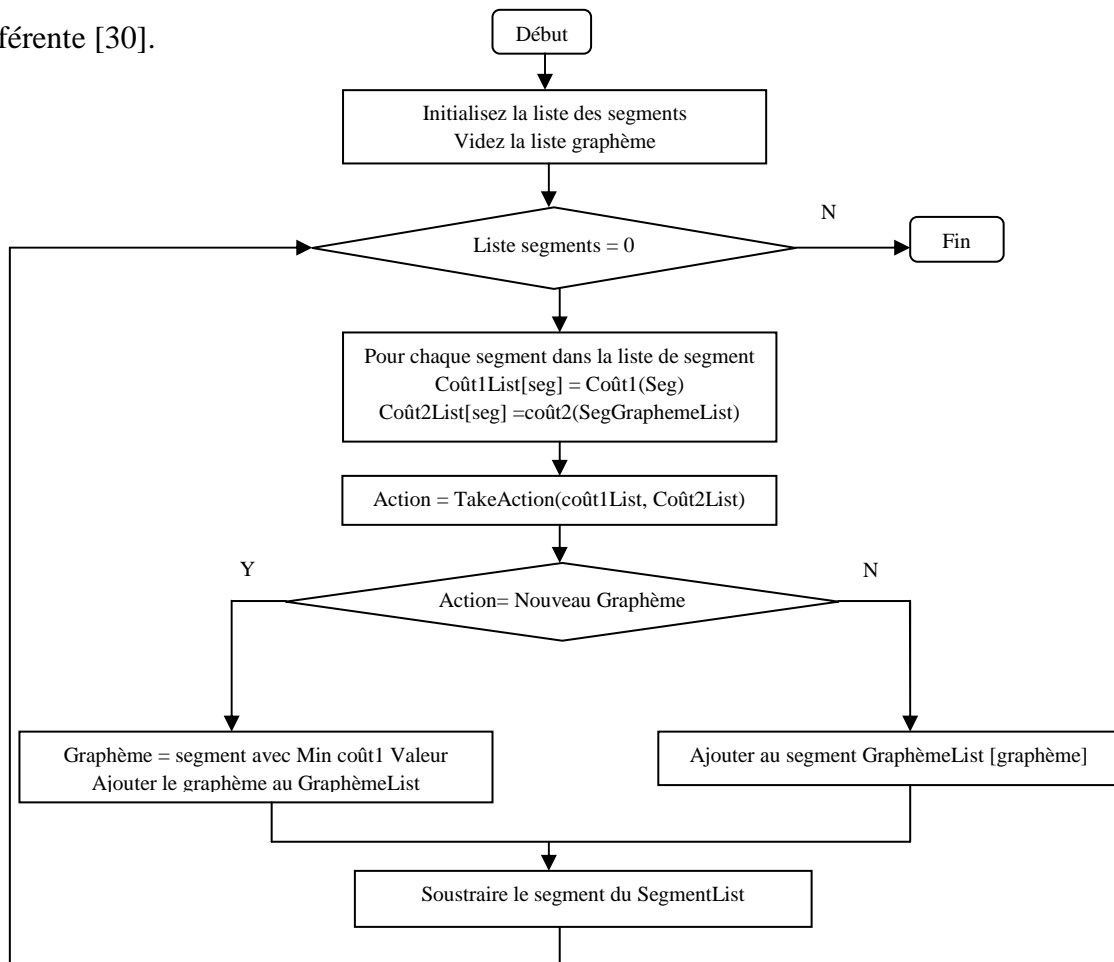 férente [30].
Début
Initialisez la liste des segments
Videz la liste graphème
N
Liste segments = 0
Fin
Pour chaque segment dans la liste de segment
Coût1List[seg] = Coût1(Seg)
Coût2List[seg] =coût2(SegGraphemeList)
Action = TakeAction(coût1List, Coût2List)
Y
N
Action= Nouveau Graphème
Graphème = segment avec Min coût1 Valeur
Ajouter le graphème au GraphèmeList
Ajouter au segment GraphèmeList [graphème]
Soustraire le segment du SegmentList